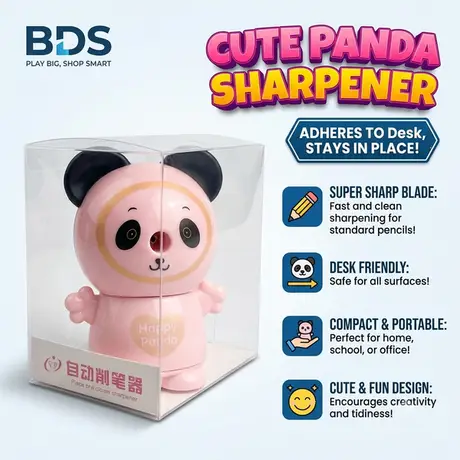 BDS
PLAY BIG, SHOP SMART
CUTE PANDA
SHARPENER
ADHERES TO Desk,
STAYS IN PLACE!
SUPER SHARP BLADE:
Fast and clean
sharpening for
standard pencils!
DESK FRIENDLY:
Safe for all surfaces!
COMPACT & PORTABLE:
Perfect for home,
school, or office!
CUTE & FUN DESIGN:
Encourages creativity
and tidiness!
Happy
Panda
自动削笔器
sharpener